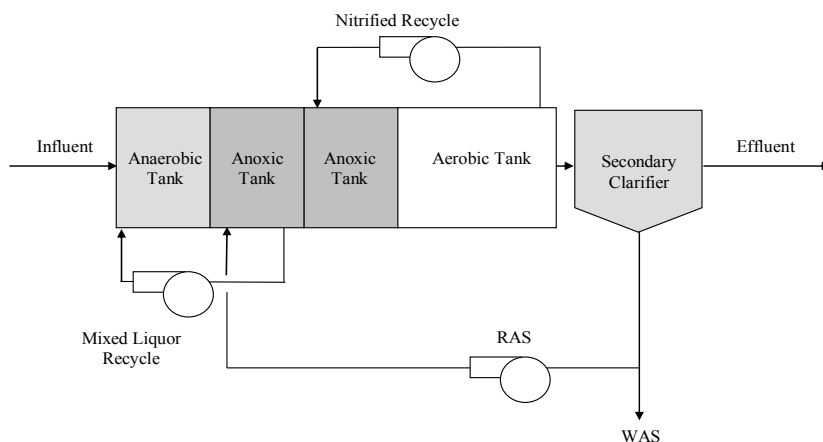 Nitrified Recycle
Influent
Anaerobic
Tank
Anoxic
Tank
Anoxic
Tank
Aerobic Tank
Secondary
Clarifier
Effluent
Mixed Liquor
Recycle
RAS
WAS